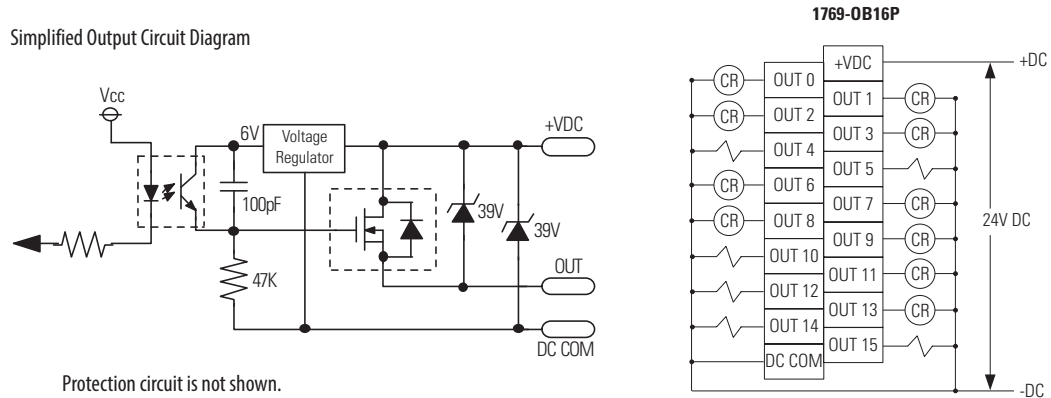 1769-OB16P
Simplified Output Circuit Diagram
Vcc
6V
Voltage
Regulator
+VDC
100pF
39V
39V
47K
OUT
DC COM
Protection circuit is not shown.
+VDC
+DC
CR
OUT 0
OUT 1
CR
CR
OUT 2
OUT 3
CR
OUT 4
OUT 5
CR
OUT 6
OUT 7
CR
CR
OUT 8
24V DC
OUT 9
CR
OUT 10
OUT 11
CR
OUT 12
OUT 13
CR
OUT 14
OUT 15
DC COM
-DC